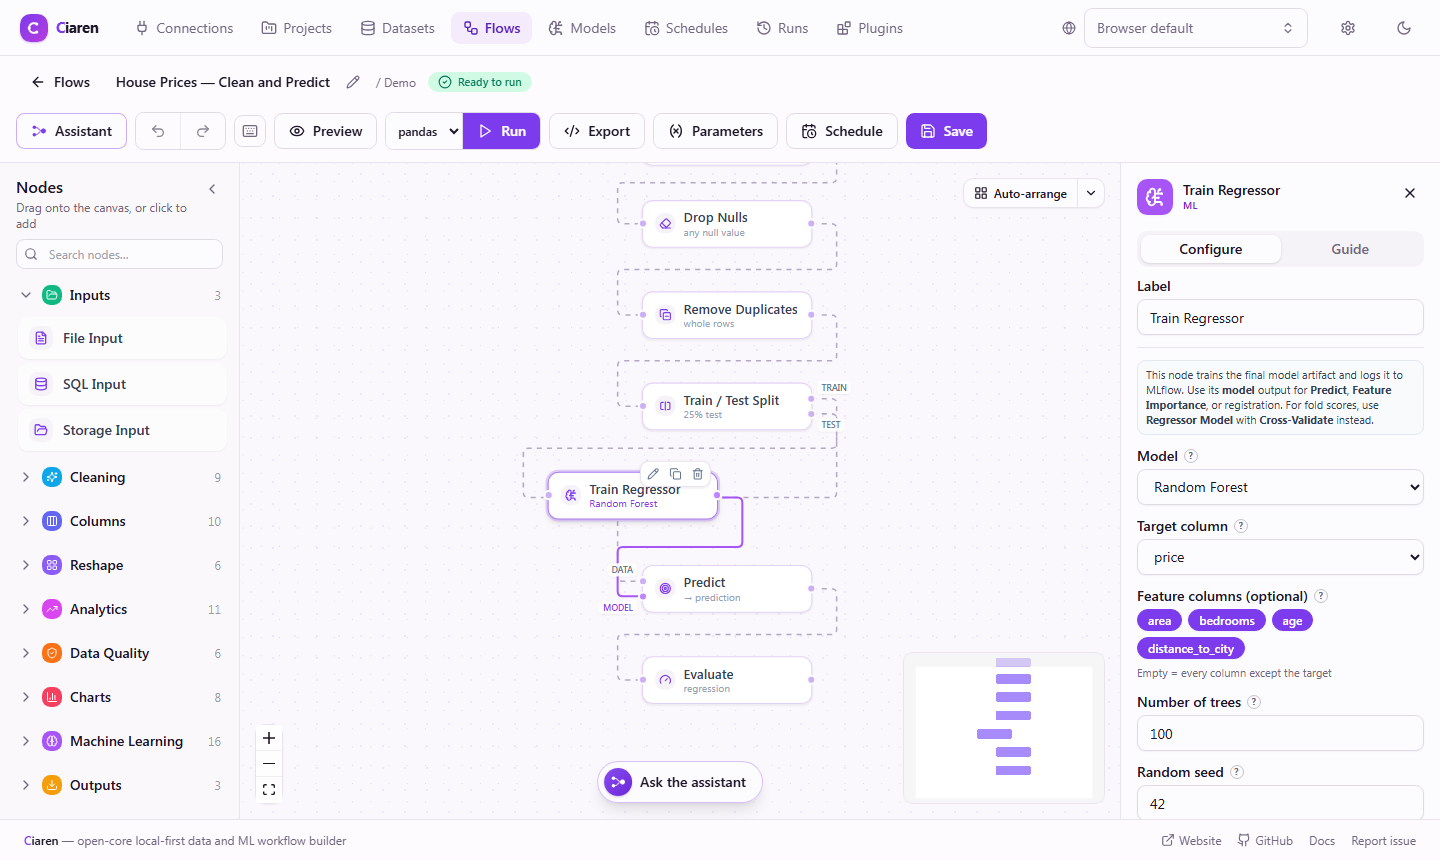 Ciaren
Connections
Projects
Datasets
Flows
Models
Schedules
Runs
Plugins
Browser default
Flows
House Prices — Clean and Predict
/ Demo
Ready to run
Assistant
Preview
pandas
Run
Export
Parameters
Schedule
Save
Nodes
Drag onto the canvas, or click to
add
Search nodes...
Inputs 3
File Input
SQL Input
Storage Input
Cleaning 9
Columns 10
Reshape 6
Analytics 11
Data Quality 6
Charts 8
Machine Learning 16
Outputs 3
Auto-arrange
Drop Nulls
any null value
Remove Duplicates
whole rows
TRAIN
Train / Test Split
25% test
TEST
Train Regressor
Random Forest
DATA
Predict
→ prediction
MODEL
Evaluate
regression
Ask the assistant
Train Regressor
ML
Configure
Guide
Label
Train Regressor
This node trains the final model artifact and logs it to
MLflow. Use its model output for Predict, Feature
Importance, or registration. For fold scores, use
Regressor Model with Cross-Validate instead.
Model ?
Random Forest
Target column ?
price
Feature columns (optional) ?
area
bedrooms
age
distance_to_city
Empty = every column except the target
Number of trees ?
100
Random seed ?
42
Ciaren — open-core local-first data and ML workflow builder
Website
GitHub
Docs
Report issue